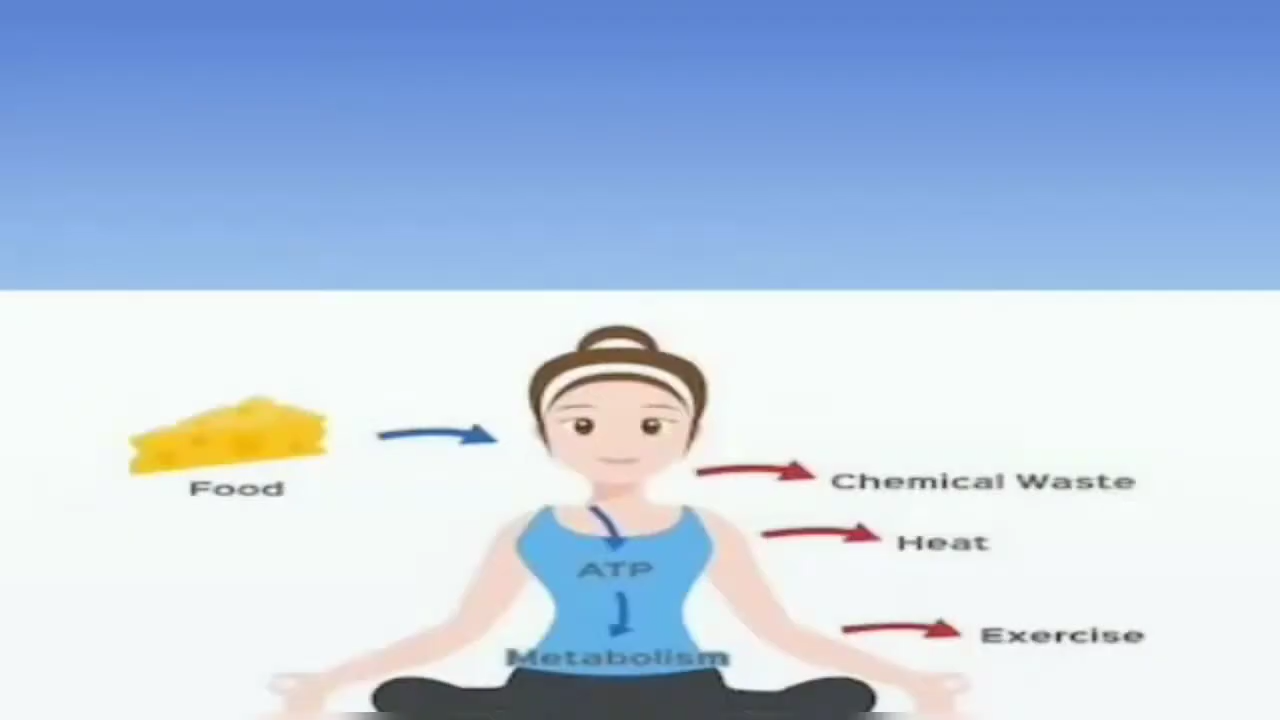 Food
Chemical Waste
Heat
ATP
Exercise
Metabolism